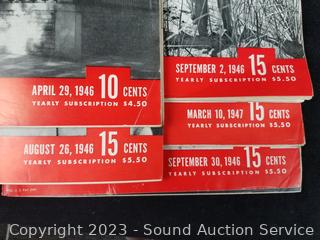 APRIL 29, 1946 10 CENTS
YEARLY SUBSCRIPTION $4.50
AUGUST 26, 1946 15 CENTS
YEARLY SUBSCRIPTION $5.50
SEPTEMBER 2, 1946 15 CENTS
YEARLY SUBSCRIPTION $5.50
MARCH 10, 1947 15 CENTS
YEARLY SUBSCRIPTION $5.50
SEPTEMBER 30, 1946 15 CENTS
YEARLY SUBSCRIPTION $5.50
Copyright 2023 - Sound Auction Service